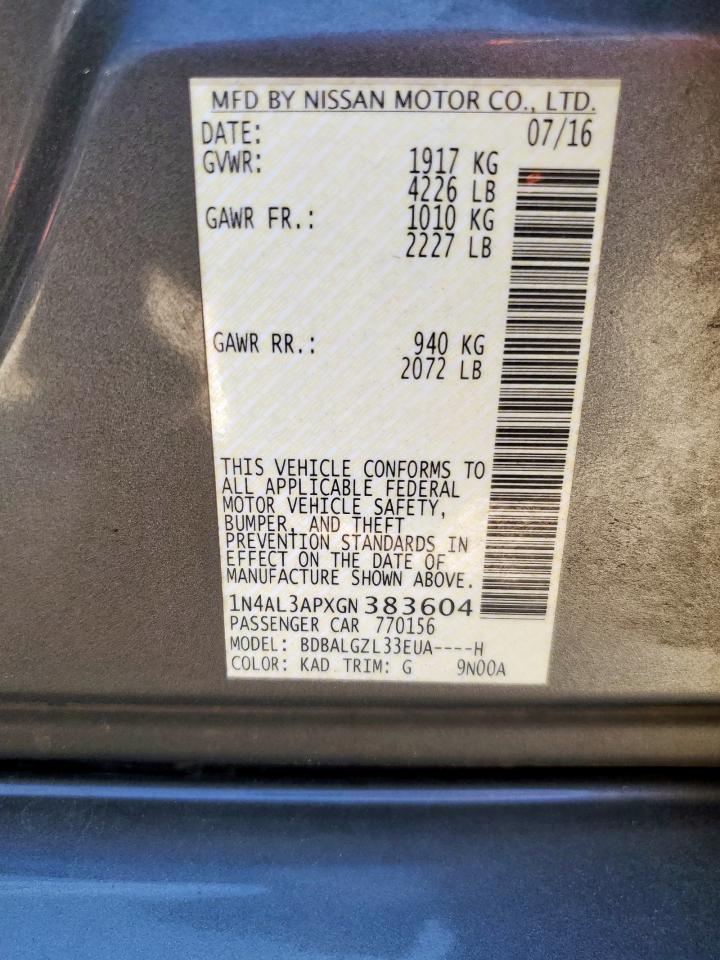 MFD BY NISSAN MOTOR CO., LTD.
DATE: 07/16
GVWR: 1917 KG
4226 LB
GAWR FR.: 1010 KG
2227 LB
GAWR RR.: 940 KG
2072 LB
THIS VEHICLE CONFORMS TO
ALL APPLICABLE FEDERAL
MOTOR VEHICLE SAFETY,
BUMPER, AND THEFT
PREVENTION STANDARDS IN
EFFECT ON THE DATE OF
MANUFACTURE SHOWN ABOVE.
1N4AL3APXGN383604
PASSENGER CAR 770156
MODEL: BDBALGZL33EUA----H
COLOR: KAD TRIM: G 9N00A